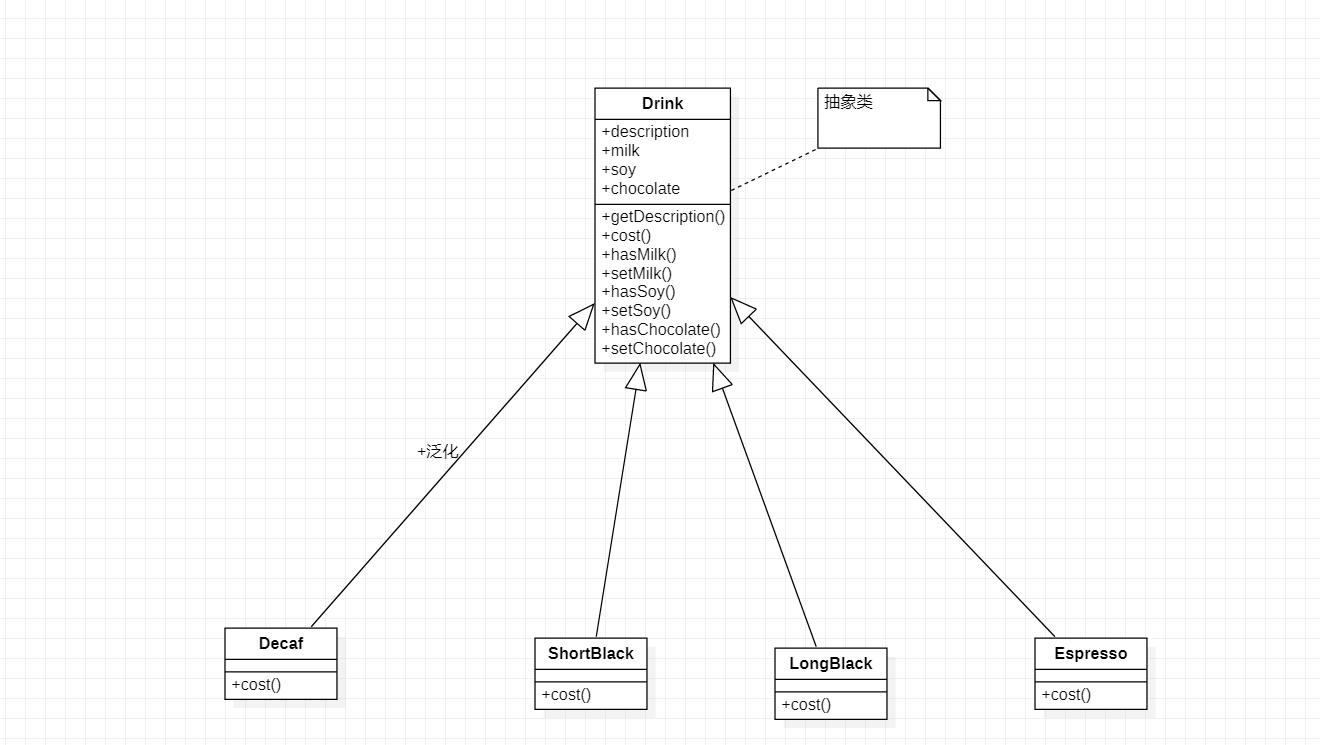 Drink
+description
+milk
+soy
+chocolate
+getDescription()
+cost()
+hasMilk()
+setMilk()
+hasSoy()
+setSoy()
+hasChocolate()
+setChocolate()
抽象类
+泛化
Decaf
+cost()
ShortBlack
+cost()
LongBlack
+cost()
Espresso
+cost()